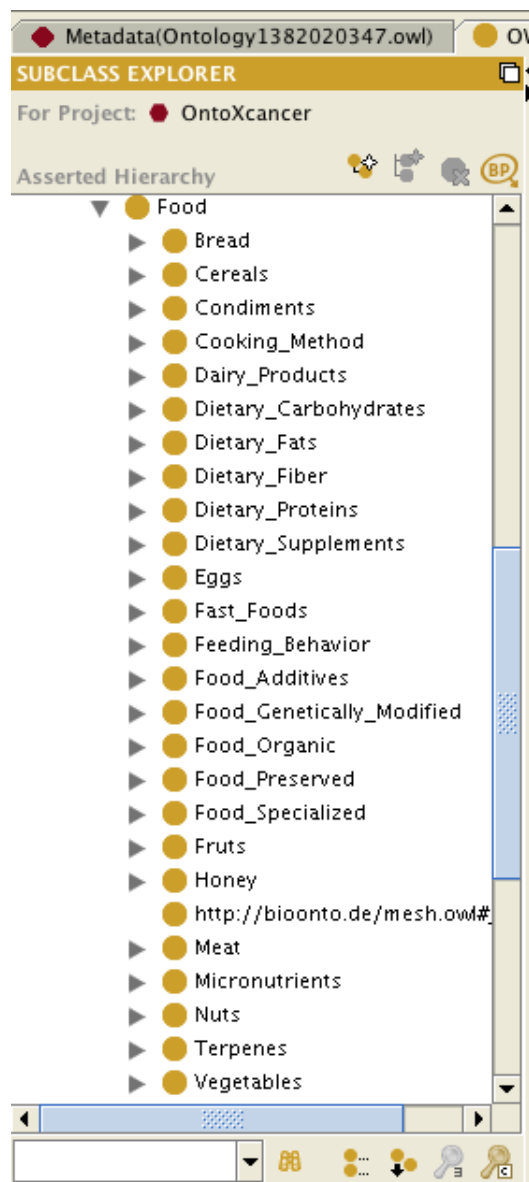 Metadata(Ontology1382020347.owl) OV
SUBCLASS EXPLORER
For Project: OntoXcancer
Asserted Hierarchy BP
Food
Bread
Cereals
Condiments
Cooking_Method
Dairy_Products
Dietary_Carbohydrates
Dietary_Fats
Dietary_Fiber
Dietary_Proteins
Dietary_Supplements
Eggs
Fast_Foods
Feeding_Behavior
Food_Additives
Food_Genetically_Modified
Food_Organic
Food_Preserved
Food_Specialized
Fruts
Honey
http://bioonto.de/mesh.owl#_
Meat
Micronutrients
Nuts
Terpenes
Vegetables